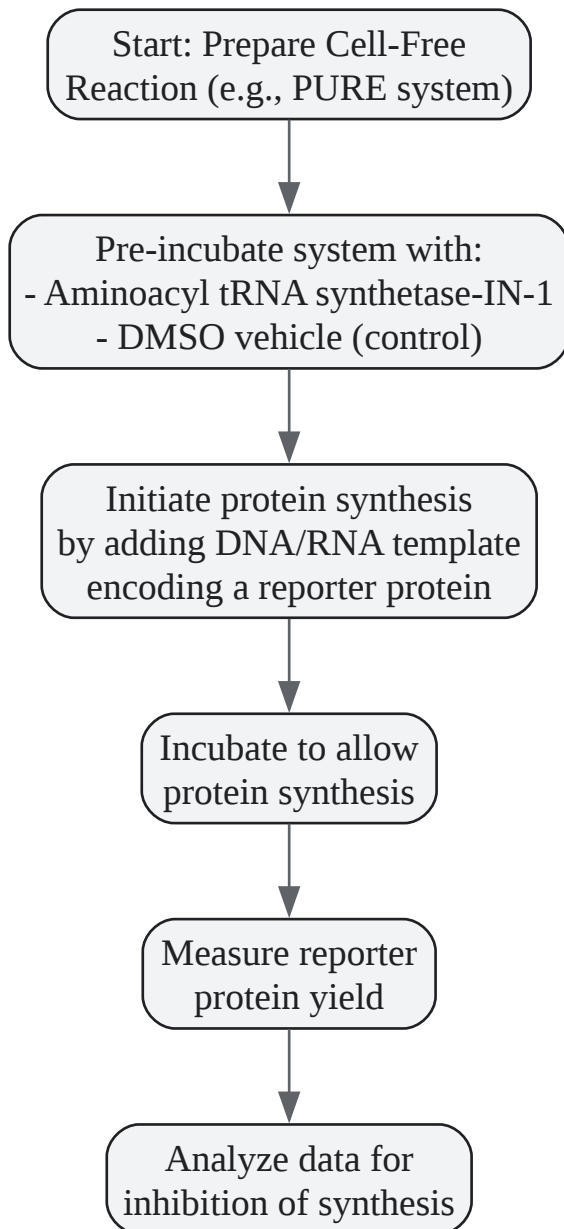 Start: Prepare Cell-Free
Reaction (e.g., PURE system)
Pre-incubate system with:
- Aminoacyl tRNA synthetase-IN-1
- DMSO vehicle (control)
Initiate protein synthesis
by adding DNA/RNA template
encoding a reporter protein
Incubate to allow
protein synthesis
Measure reporter
protein yield
Analyze data for
inhibition of synthesis